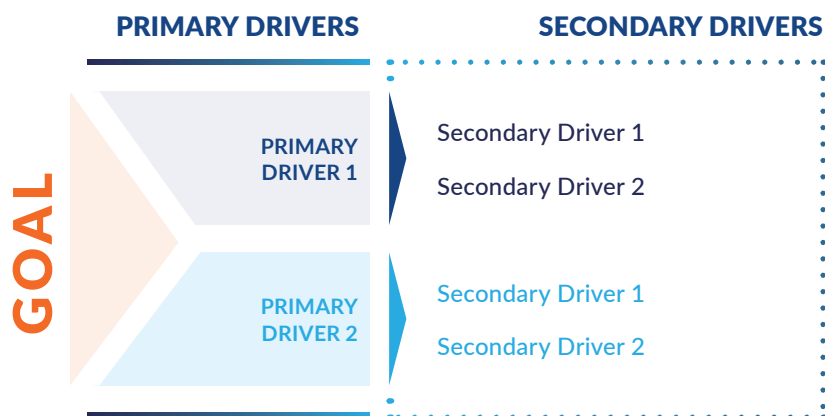 PRIMARY DRIVERS
SECONDARY DRIVERS
GOAL
PRIMARY
DRIVER 1
Secondary Driver 1
Secondary Driver 2
PRIMARY
DRIVER 2
Secondary Driver 1
Secondary Driver 2